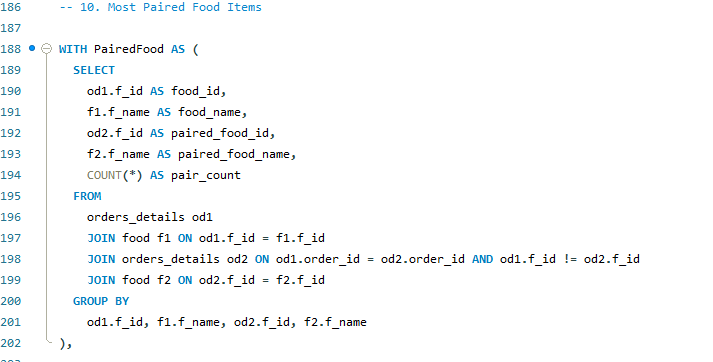 186 -- 10. Most Paired Food Items
187
188 WITH PairedFood AS (
189 SELECT
190 od1.f_id AS food_id,
191 f1.f_name AS food_name,
192 od2.f_id AS paired_food_id,
193 f2.f_name AS paired_food_name,
194 COUNT(*) AS pair_count
195 FROM
196 orders_details od1
197 JOIN food f1 ON od1.f_id = f1.f_id
198 JOIN orders_details od2 ON od1.order_id = od2.order_id AND od1.f_id != od2.f_id
199 JOIN food f2 ON od2.f_id = f2.f_id
200 GROUP BY
201 od1.f_id, f1.f_name, od2.f_id, f2.f_name
202 ),